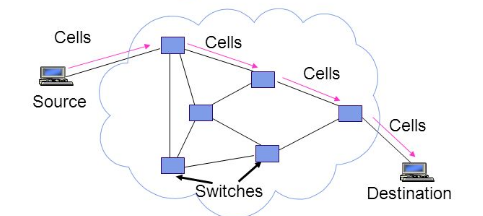 Cells
Cells
Cells
Source
Cells
Switches
Destination